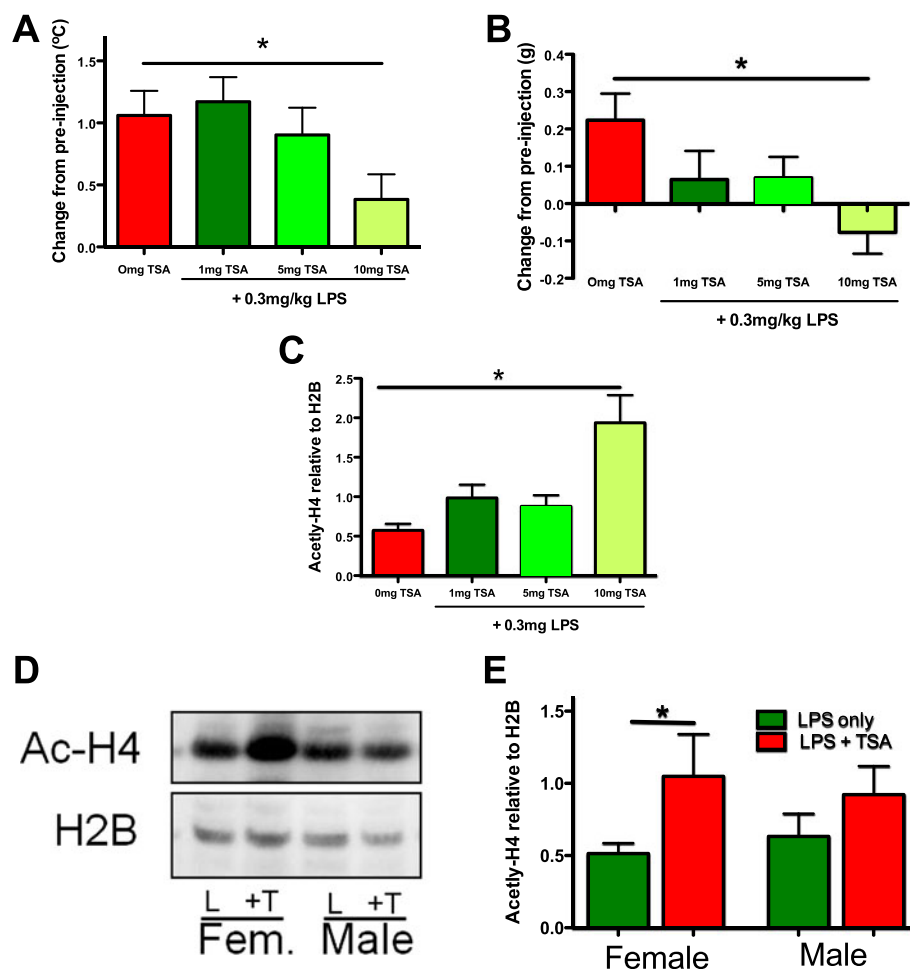 A
Change from pre-injection (ºC)
1.5
1.0
0.5
0.0
*
Omg TSA 1mg TSA 5mg TSA 10mg TSA
+ 0.3mg/kg LPS
B
Change from pre-injection (g)
0.4
0.3
0.2
0.1
0.0
-0.1
-0.2
*
Omg TSA 1mg TSA 5mg TSA 10mg TSA
+ 0.3mg/kg LPS
C
Acetly-H4 relative to H2B
2.5
2.0
1.5
1.0
0.5
0.0
*
0mg TSA 1mg TSA 5mg TSA 10mg TSA
+ 0.3mg LPS
D
Ac-H4
H2B
L +T L +T
Fem. Male
E
Acetly-H4 relative to H2B
1.5
1.0
0.5
0.0
*
LPS only
LPS + TSA
Female Male